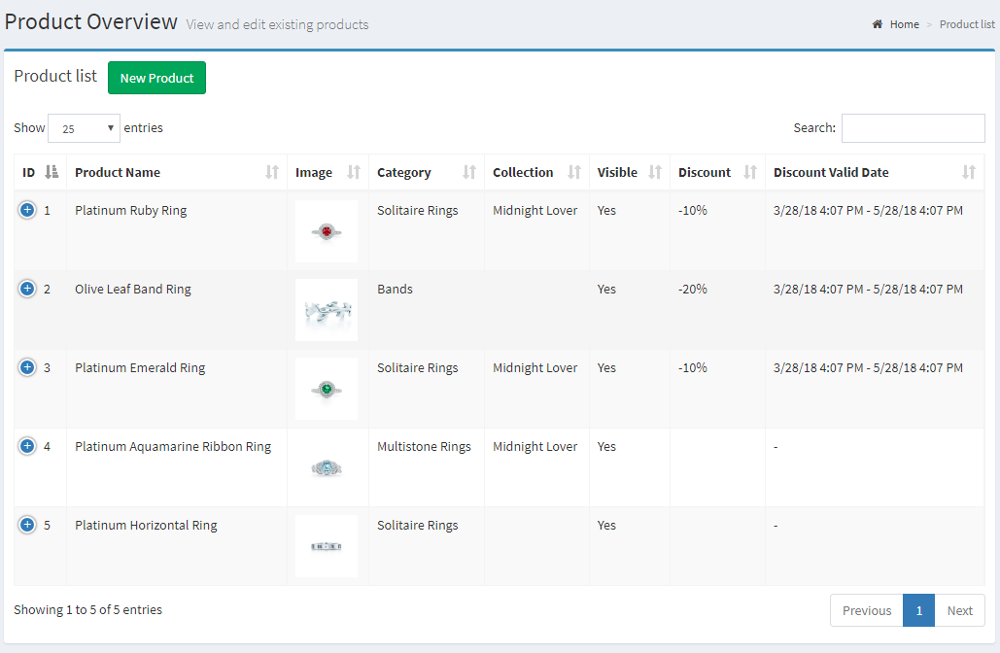 Product Overview View and edit existing products
Home > Product list
Product list New Product
Show 25 entries
Search:
ID Product Name Image Category Collection Visible Discount Discount Valid Date
1 Platinum Ruby Ring Solitaire Rings Midnight Lover Yes -10% 3/28/18 4:07 PM - 5/28/18 4:07 PM
2 Olive Leaf Band Ring Bands Yes -20% 3/28/18 4:07 PM - 5/28/18 4:07 PM
3 Platinum Emerald Ring Solitaire Rings Midnight Lover Yes -10% 3/28/18 4:07 PM - 5/28/18 4:07 PM
4 Platinum Aquamarine Ribbon Ring Multistone Rings Midnight Lover Yes -
5 Platinum Horizontal Ring Solitaire Rings Yes -
Showing 1 to 5 of 5 entries
Previous 1 Next